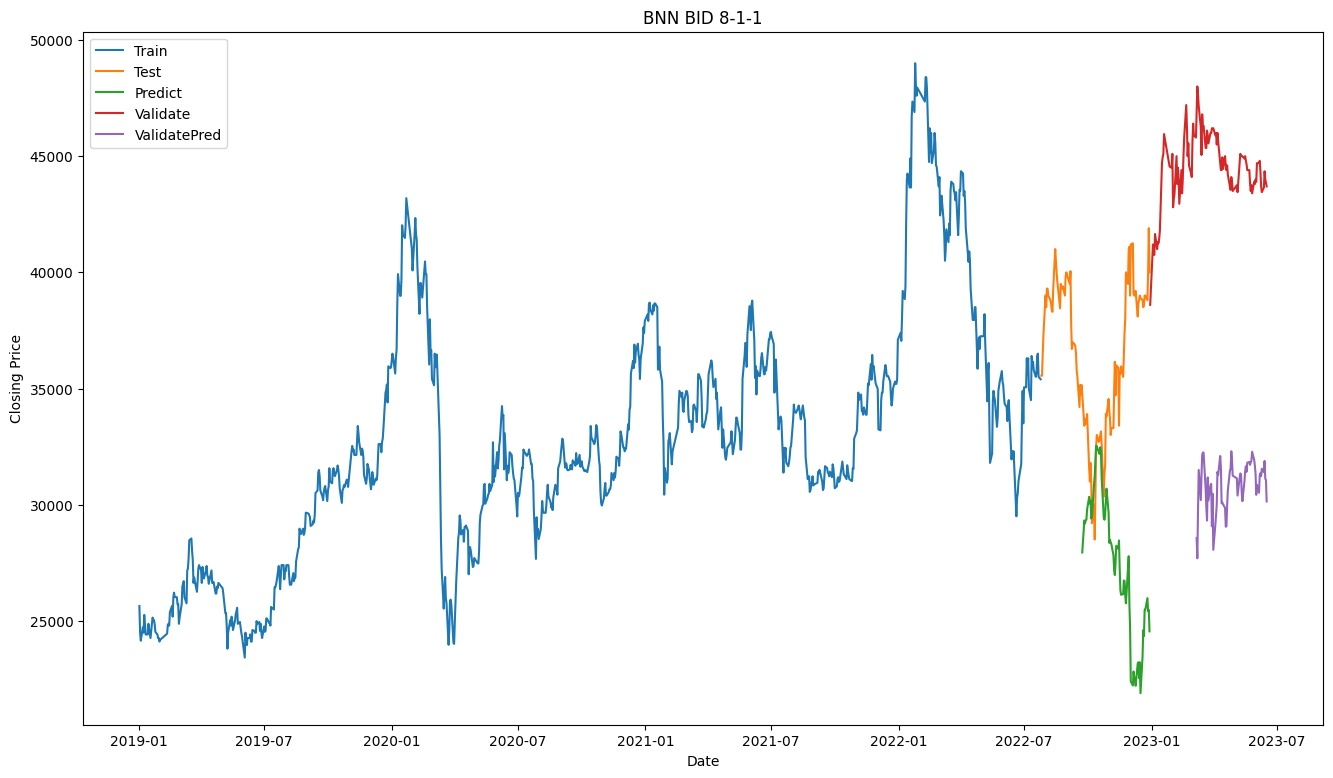 BNN BID 8-1-1
Train
Test
Predict
Validate
ValidatePred
50000
45000
40000
35000
30000
25000
Closing Price
2019-01
2019-07
2020-01
2020-07
2021-01
2021-07
2022-01
2022-07
2023-01
2023-07
Date